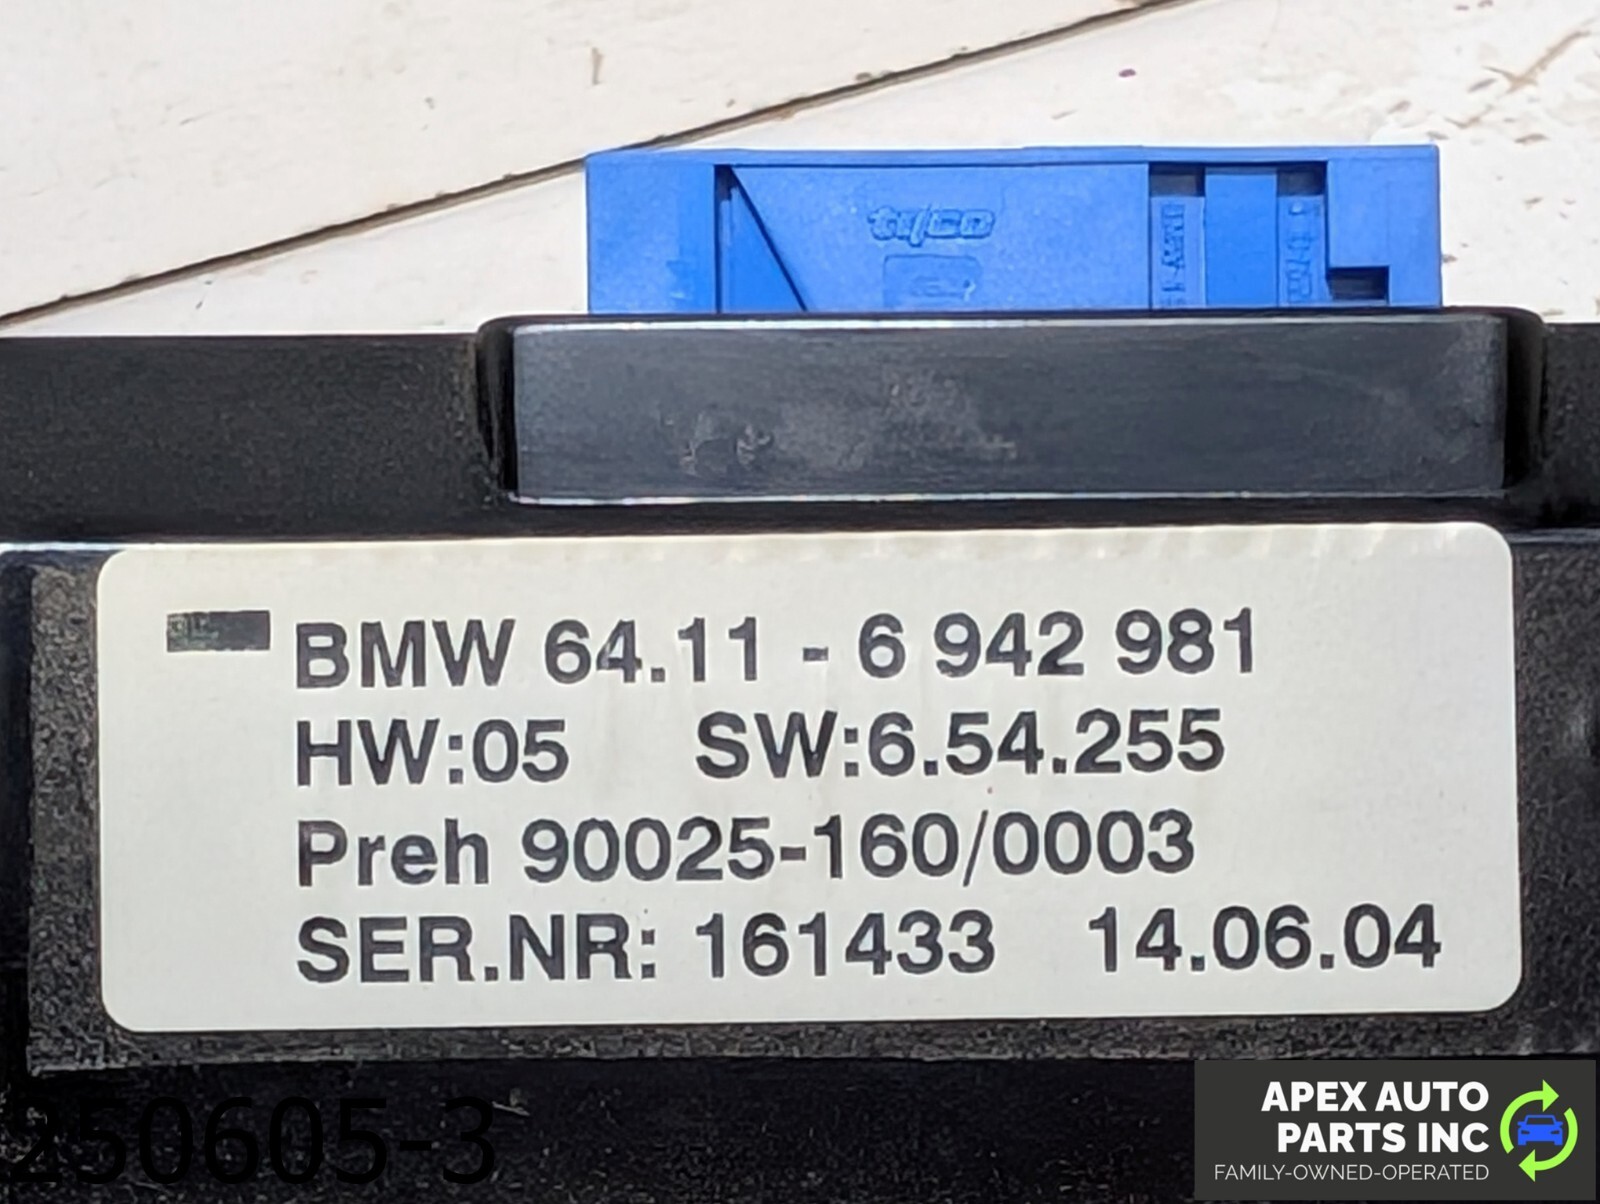 tyco
BMW 64.11 - 6 942 981
HW:05 SW:6.54.255
Preh 90025-160/0003
SER.NR: 161433 14.06.04
250605-3
APEX AUTO
PARTS INC
FAMILY-OWNED-OPERATED